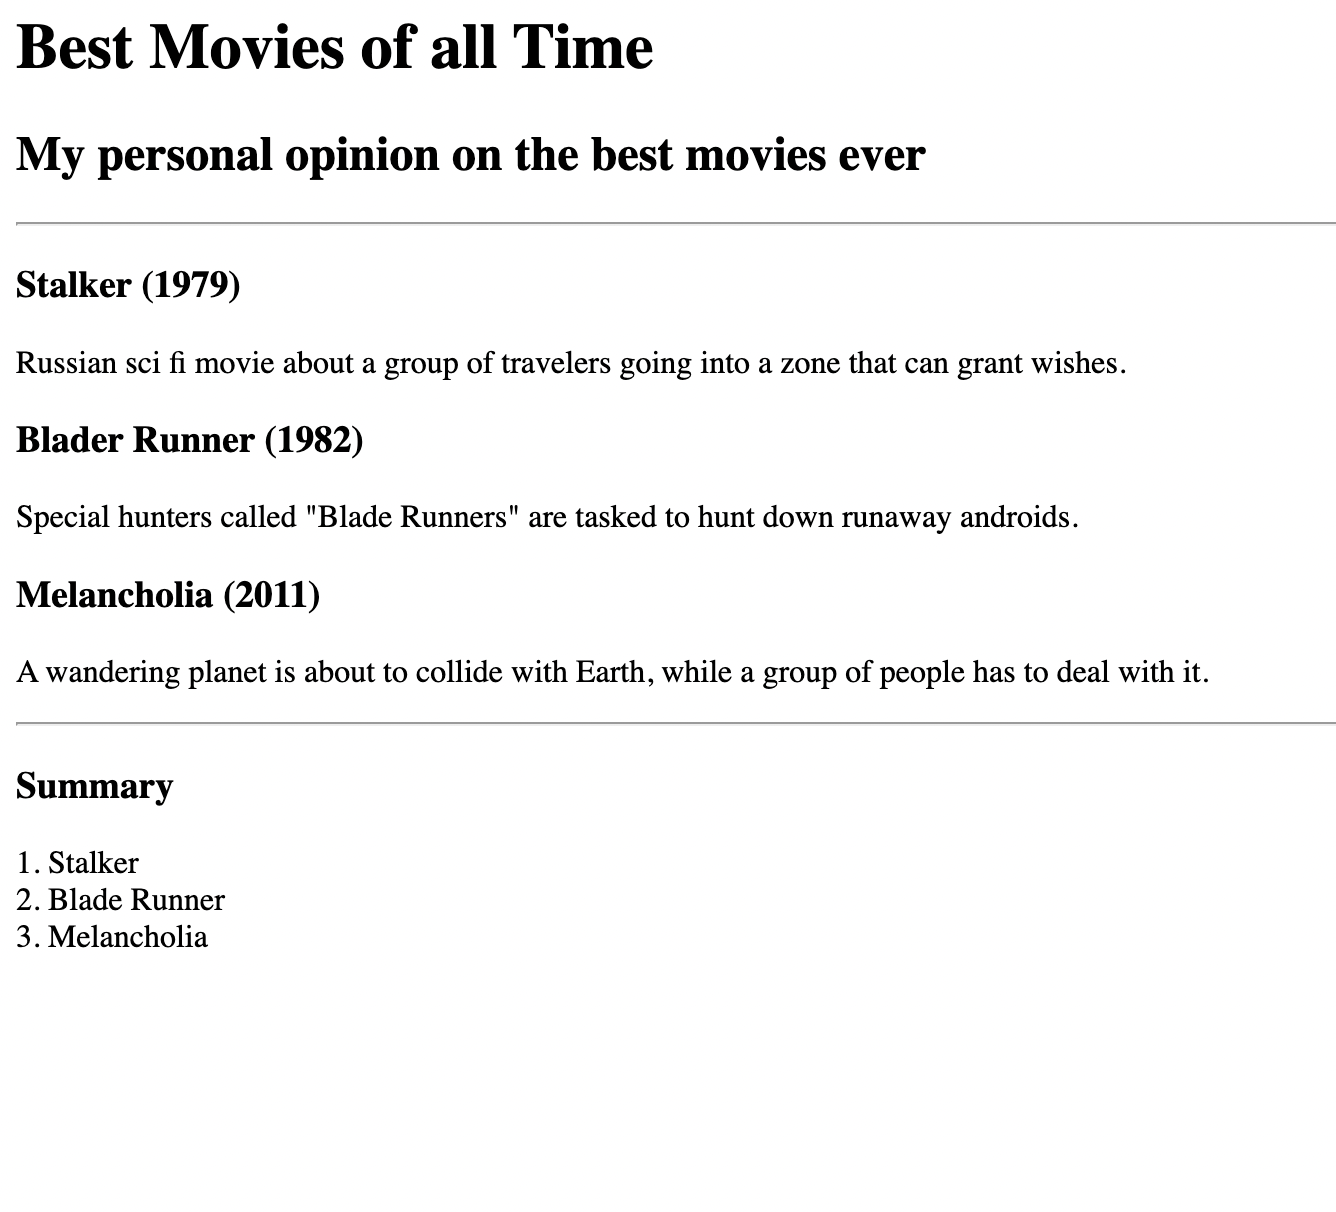 Best Movies of all Time
My personal opinion on the best movies ever
Stalker (1979)
Russian sci fi movie about a group of travelers going into a zone that can grant wishes.
Blader Runner (1982)
Special hunters called "Blade Runners" are tasked to hunt down runaway androids.
Melancholia (2011)
A wandering planet is about to collide with Earth, while a group of people has to deal with it.
Summary
1. Stalker
2. Blade Runner
3. Melancholia